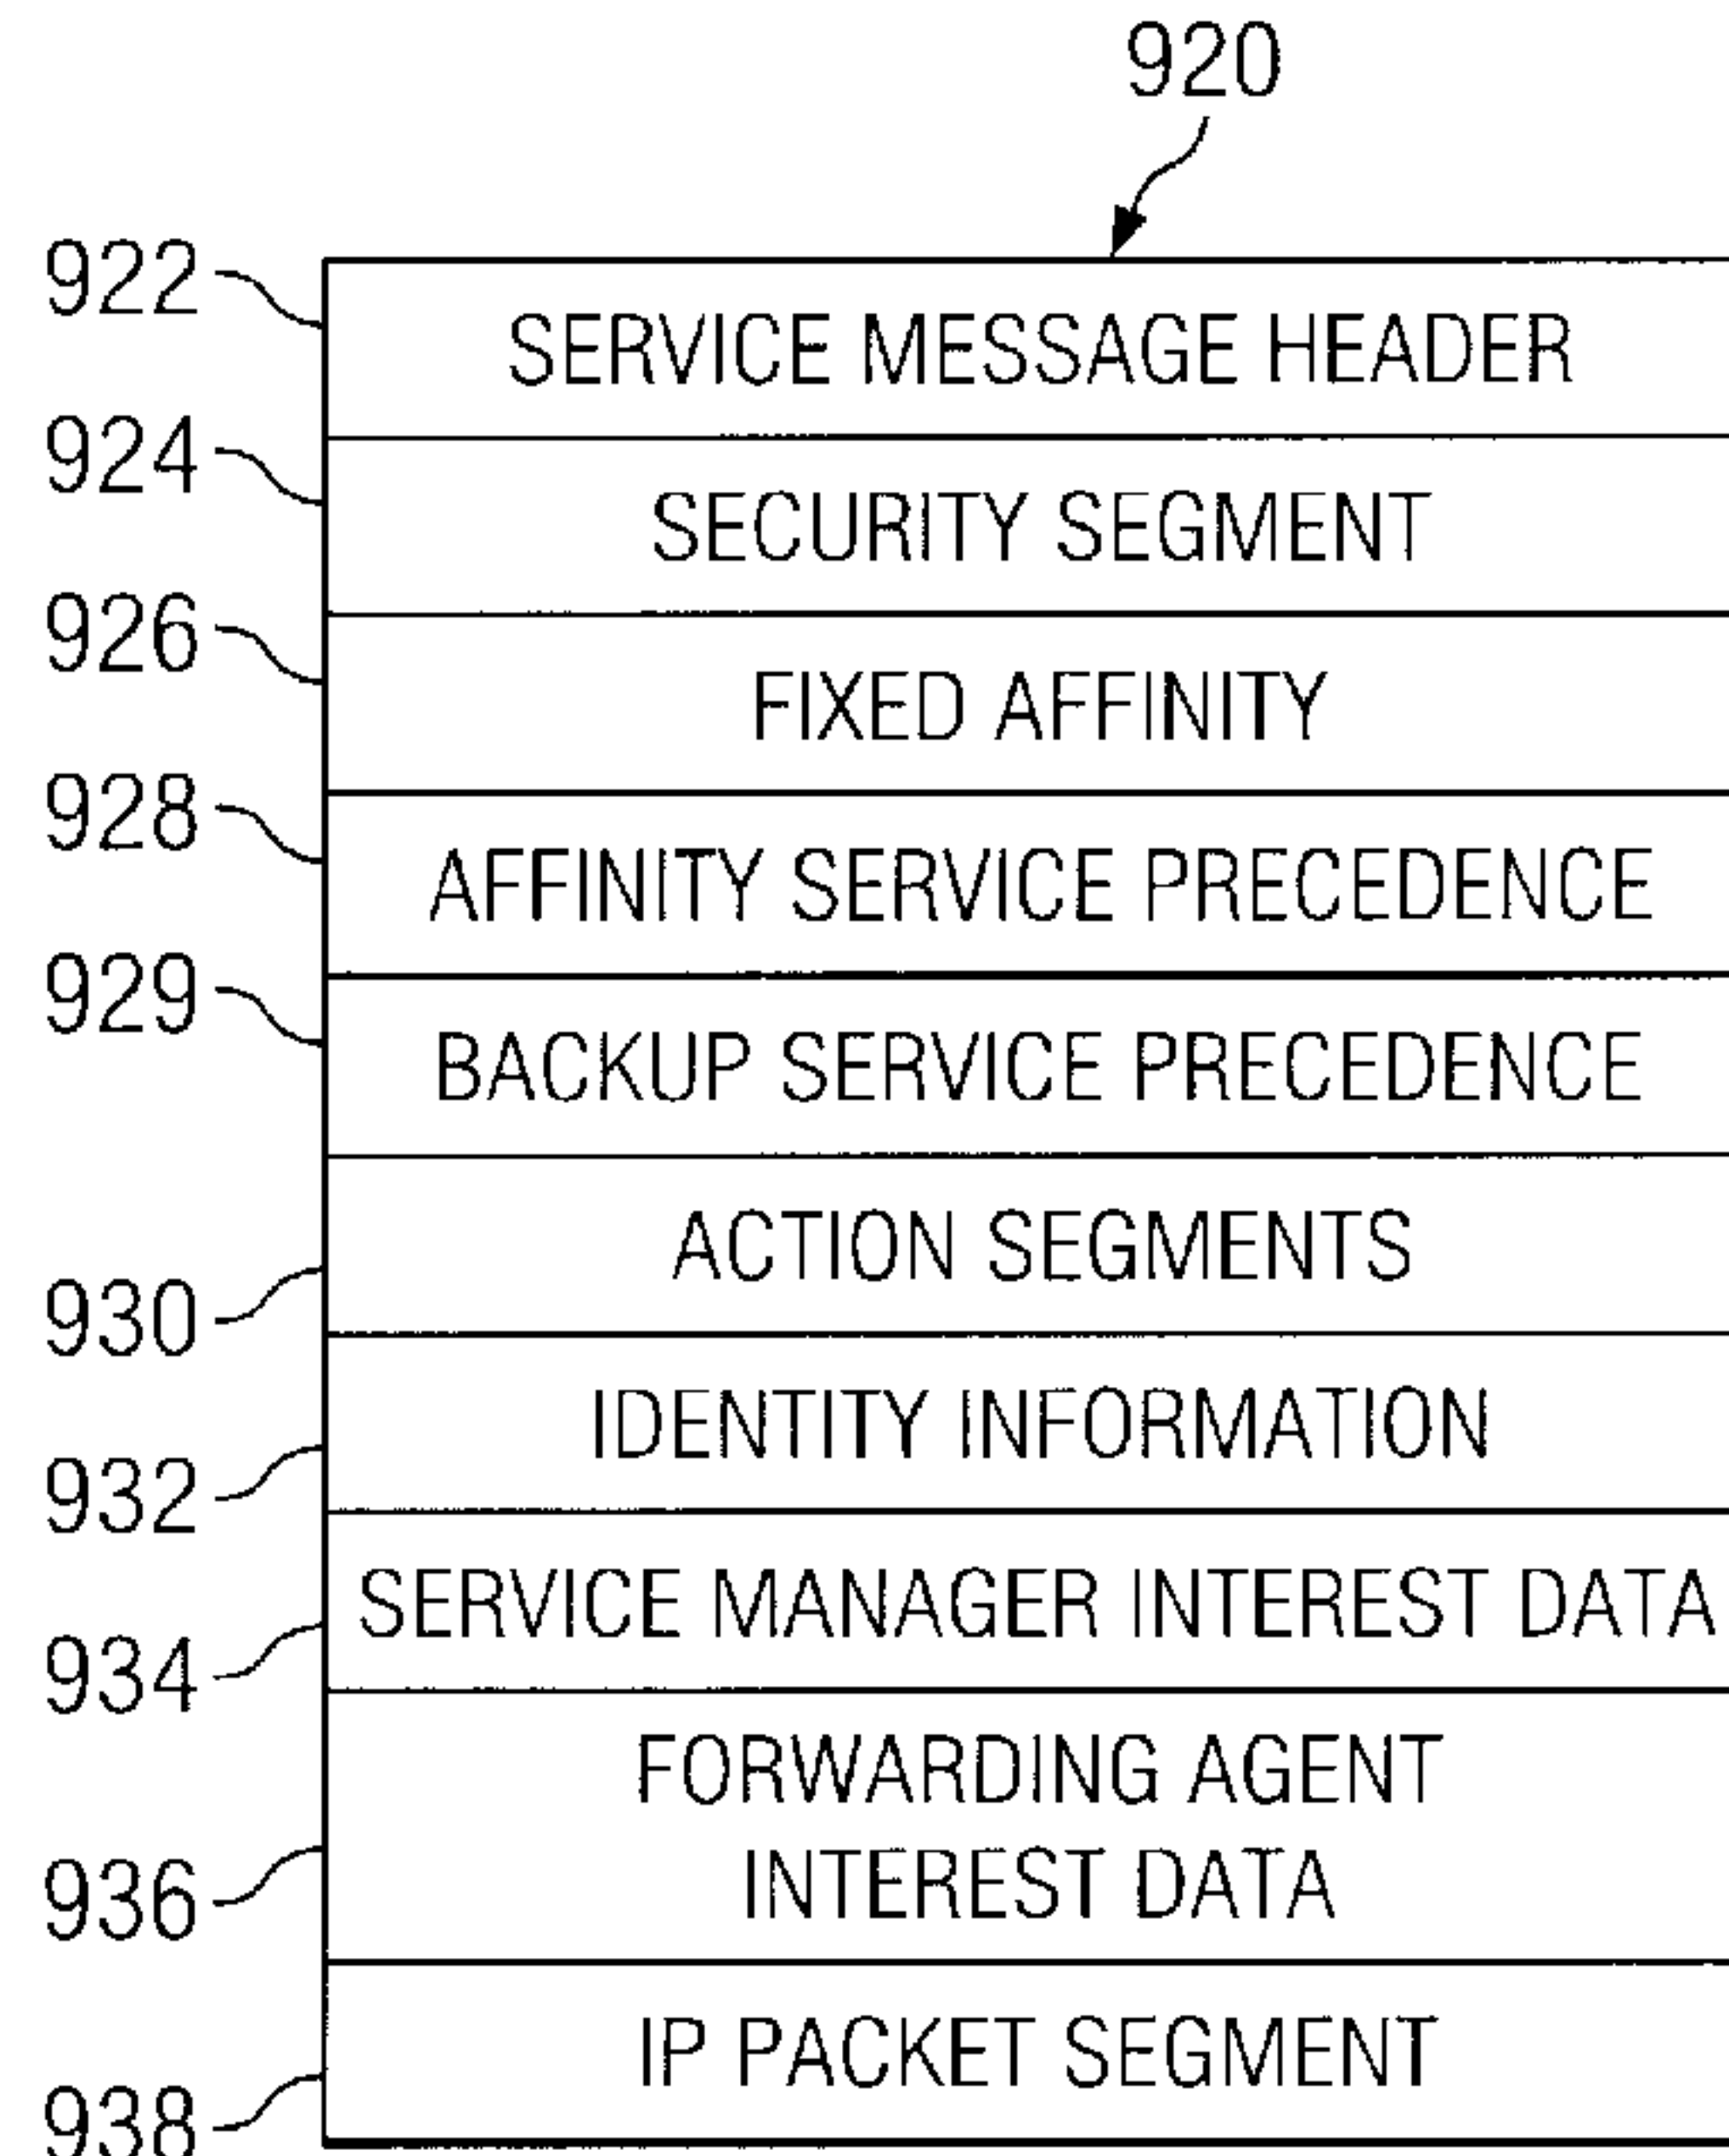 920
922 SERVICE MESSAGE HEADER
924 SECURITY SEGMENT
926 FIXED AFFINITY
928 AFFINITY SERVICE PRECEDENCE
929 BACKUP SERVICE PRECEDENCE
930 ACTION SEGMENTS
932 IDENTITY INFORMATION
934 SERVICE MANAGER INTEREST DATA
936 FORWARDING AGENT
INTEREST DATA
938 IP PACKET SEGMENT